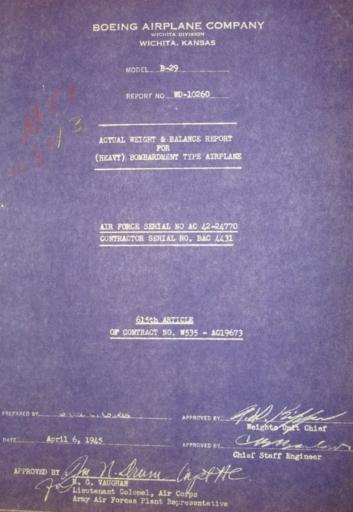 BOEING AIRPLANE COMPANY
WICHITA DIVISION
WICHITA, KANSAS
MODEL B-29
REPORT NO. WD-10260
ACTUAL WEIGHT & BALANCE REPORT
FOR
(HEAVY) BOMBARDMENT TYPE AIRPLANE
AIR FORCE SERIAL NO AC 42-24770
CONTRACTOR SERIAL NO. BAC 4431
615th ARTICLE
OF CONTRACT NO. W535 - AC19673
PREPARED BY
APPROVED BY
Weights Unit Chief
DATE April 6, 1945
APPROVED BY
Chief Staff Engineer
APPROVED BY
for H. G. VAUGHAN
Lieutenant Colonel, Air Corps
Army Air Forces Plant Representative